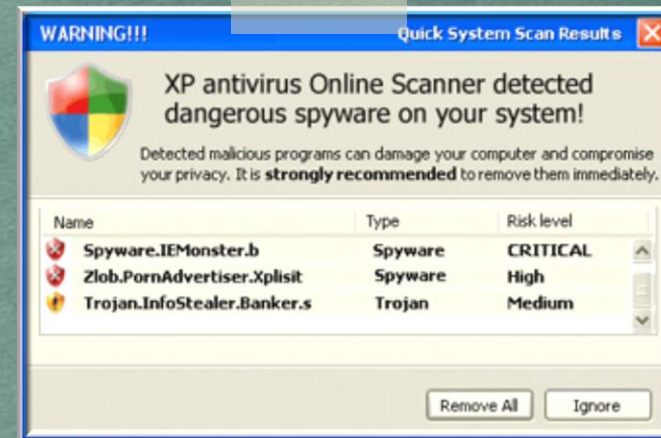 WARNING!!! Quick System Scan Results
XP antivirus Online Scanner detected
dangerous spyware on your system!
Detected malicious programs can damage your computer and compromise
your privacy. It is strongly recommended to remove them immediately.
Name Type Risk level
Spyware.IEMonster.b Spyware CRITICAL
Zlob.PornAdvertiser.Xplisit Spyware High
Trojan.InfoStealer.Banker.s Trojan Medium
Remove All Ignore